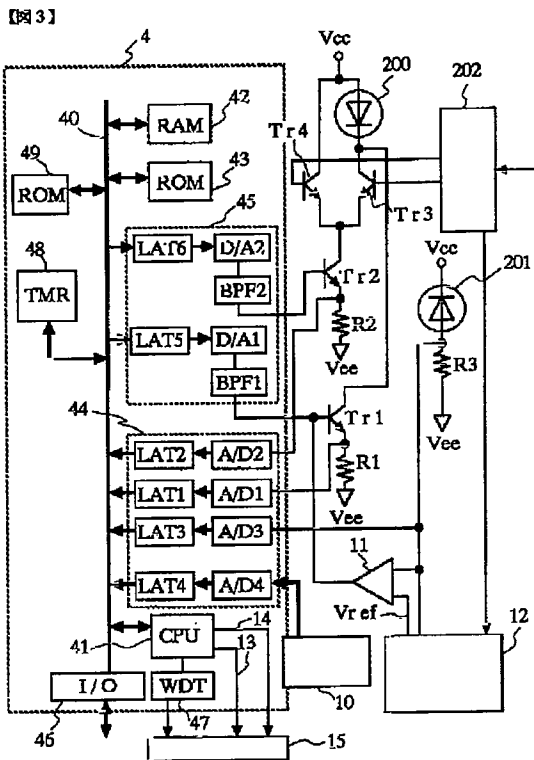 【図3】
4
Vcc
200
202
40
RAM
42
Tr4
49
ROM
ROM
43
45
Tr3
48
LAT6
D/A2
Vcc
201
TMR
BPF2
Tr2
R2
LAT5
D/A1
Vee
R3
BPF1
44
Tr1
Vee
LAT2
A/D2
R1
LAT1
A/D1
Vee
LAT3
A/D3
11
LAT4
A/D4
Vref
12
41
CPU
14
13
I/O
WDT
10
46
47
15